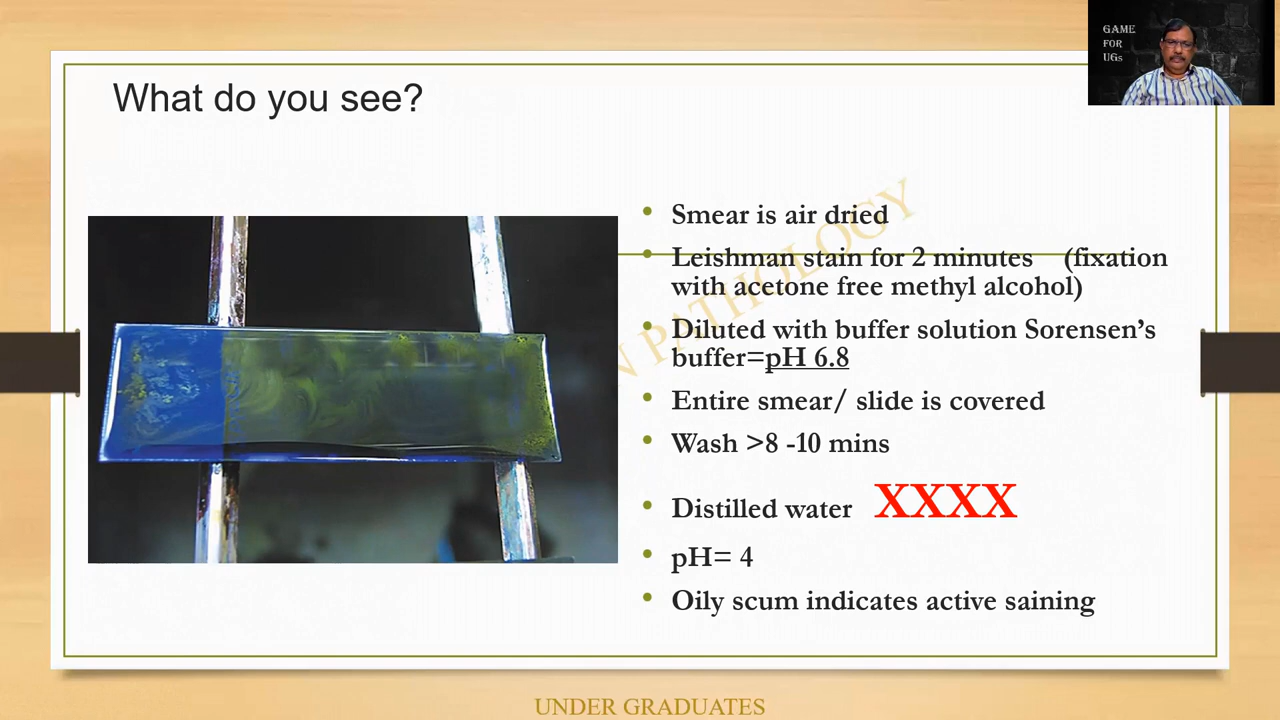 GAME
FOR
UGs
What do you see?
• Smear is air dried
• Leishman stain for 2 minutes (fixation
with acetone free methyl alcohol)
• Diluted with buffer solution Sorensen’s
buffer=pH 6.8
• Entire smear/ slide is covered
• Wash >8 -10 mins
• Distilled water XXXX
• pH= 4
• Oily scum indicates active saining
N PATHOLOGY
UNDER GRADUATES